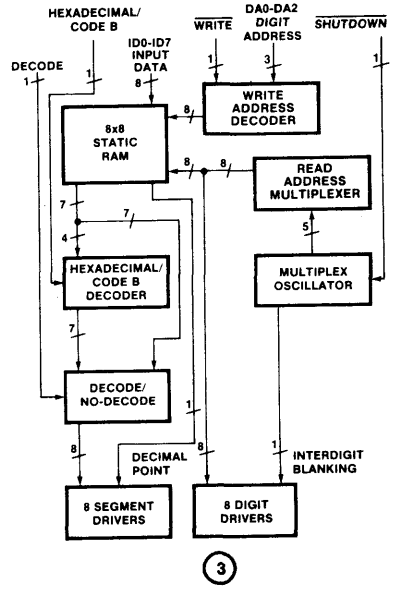 HEXADECIMAL/
CODE B
DECODE
1
1
ID0-ID7
INPUT
DATA
8
WRITE
1
DA0-DA2
DIGIT
ADDRESS
3
SHUTDOWN
1
8x8
STATIC
RAM
8
WRITE
ADDRESS
DECODER
8
8
READ
ADDRESS
MULTIPLEXER
7
7
4
5
HEXADECIMAL/
CODE B
DECODER
MULTIPLEX
OSCILLATOR
7
DECODE/
NO-DECODE
1
8
DECIMAL
POINT
8
1
INTERDIGIT
BLANKING
8 SEGMENT
DRIVERS
8 DIGIT
DRIVERS
3